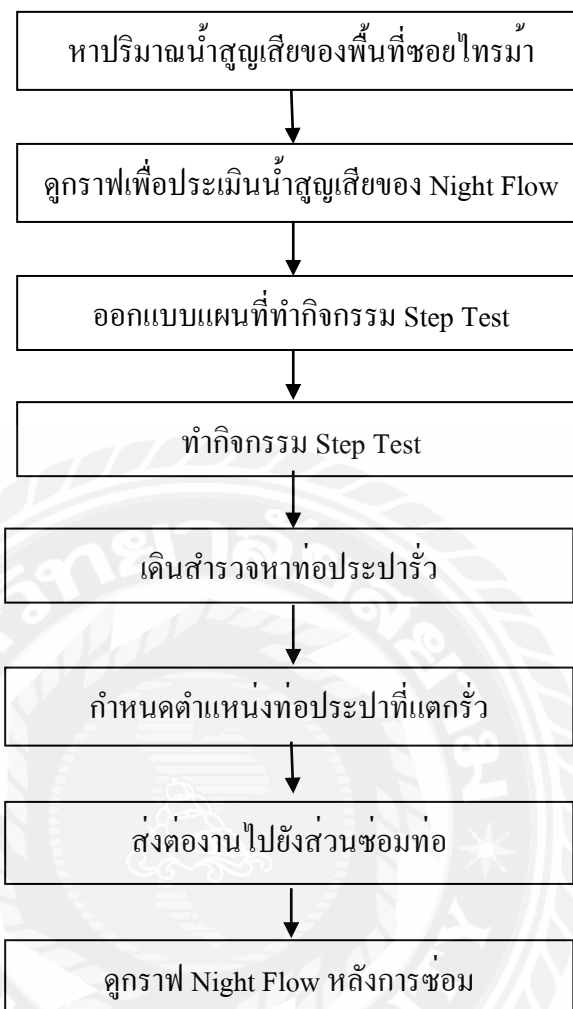 หาปริมาณน้ำสูญเสียของพื้นที่ซอยไทรม้า
ดูกราฟเพื่อประเมินน้ำสูญเสียของ Night Flow
ออกแบบแผนที่ทำกิจกรรม Step Test
ทำกิจกรรม Step Test
เดินสำรวจหาท่อประปารั่ว
กำหนดตำแหน่งท่อประปาที่แตกรั่ว
ส่งต่องานไปยังส่วนซ่อมท่อ
ดูกราฟ Night Flow หลังการซ่อม